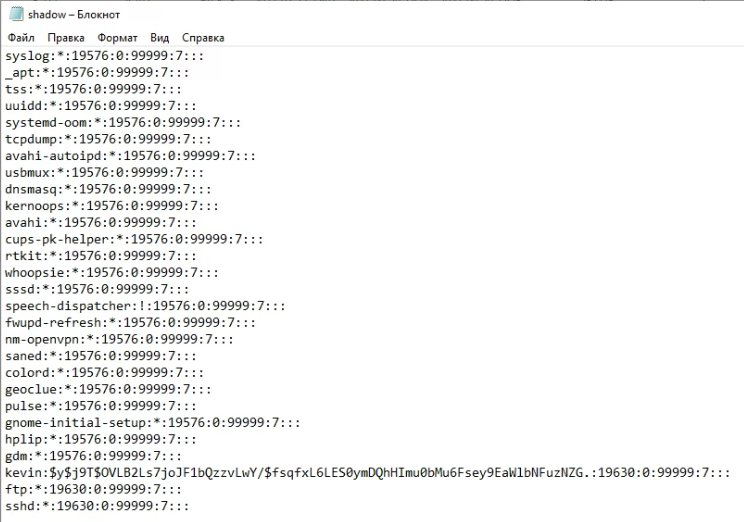 shadow – Блокнот
Файл Правка Формат Вид Справка
syslog:*:19576:0:99999:7:::
_apt:*:19576:0:99999:7:::
tss:*:19576:0:99999:7:::
uuidd:*:19576:0:99999:7:::
systemd-oom:*:19576:0:99999:7:::
tcpdump:*:19576:0:99999:7:::
avahi-autoipd:*:19576:0:99999:7:::
usbmux:*:19576:0:99999:7:::
dnsmasq:*:19576:0:99999:7:::
kernoops:*:19576:0:99999:7:::
avahi:*:19576:0:99999:7:::
cups-pk-helper:*:19576:0:99999:7:::
rtkit:*:19576:0:99999:7:::
whoopsie:*:19576:0:99999:7:::
sssd:*:19576:0:99999:7:::
speech-dispatcher:!:19576:0:99999:7:::
fwupd-refresh:*:19576:0:99999:7:::
nm-openvpn:*:19576:0:99999:7:::
saned:*:19576:0:99999:7:::
colord:*:19576:0:99999:7:::
geoclue:*:19576:0:99999:7:::
pulse:*:19576:0:99999:7:::
gnome-initial-setup:*:19576:0:99999:7:::
hplip:*:19576:0:99999:7:::
gdm:*:19576:0:99999:7:::
kevin:$y$j9T$OVLB2Ls7joJF1bQzzvLwY/$fsqfxL6LES0ymDQhHImu0bMu6Fsey9EaWlbNFuzNZG.:19630:0:99999:7:::
ftp:*:19630:0:99999:7:::
sshd:*:19630:0:99999:7:::